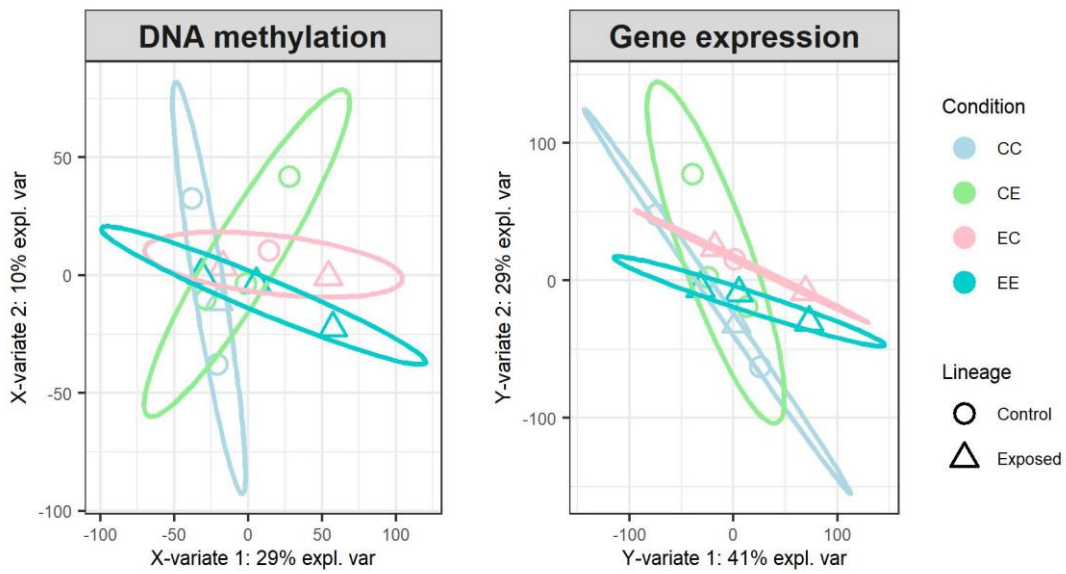 DNA methylation
Gene expression
X-variate 2: 10% expl. var
50
0
-50
-100
-100
-50
0
50
100
X-variate 1: 29% expl. var
Y-variate 2: 29% expl. var
100
0
-100
-100
0
100
Y-variate 1: 41% expl. var
Condition
CC
CE
EC
EE
Lineage
Control
Exposed